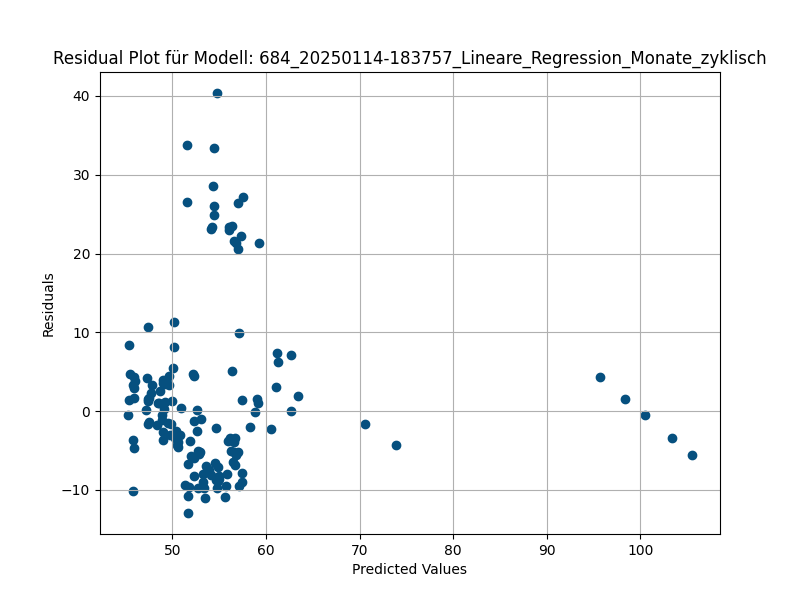 Residual Plot für Modell: 684_20250114-183757_Lineare_Regression_Monate_zyklisch
40
30
20
10
0
−10
Residuals
50 60 70 80 90 100
Predicted Values